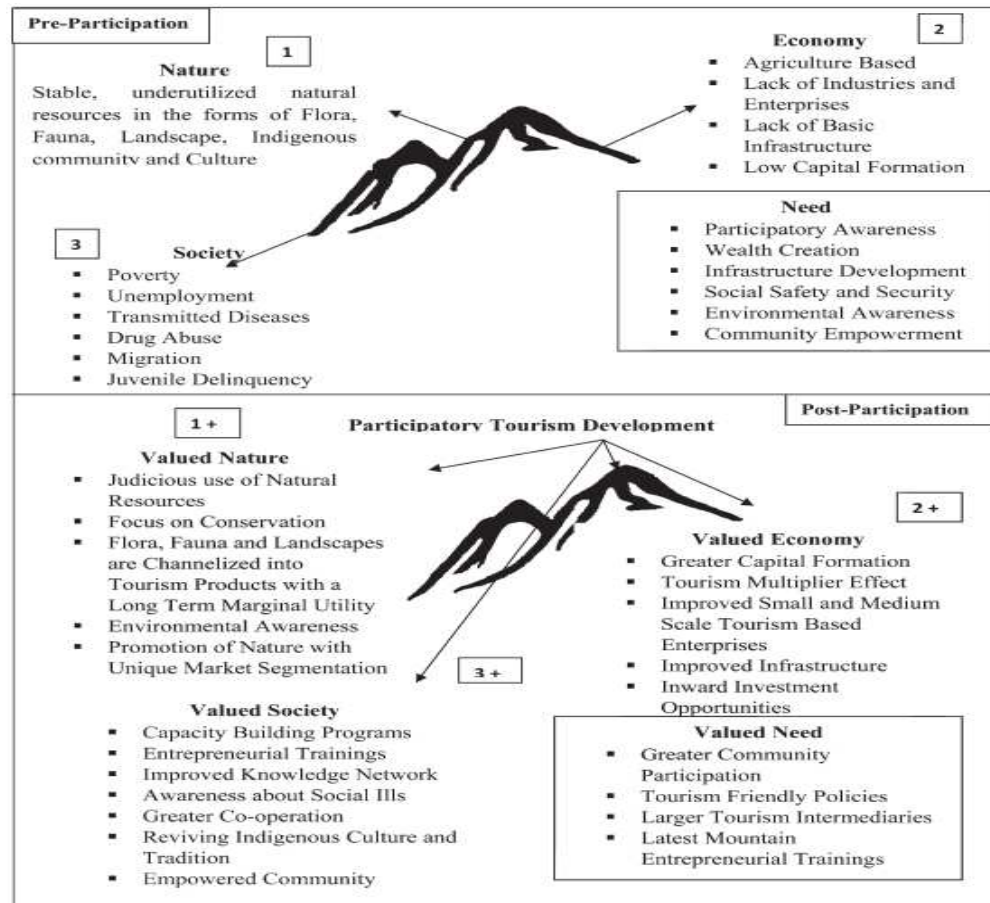 Pre-Participation
1
Nature
Stable, underutilized natural
resources in the forms of Flora,
Fauna, Landscape, Indigenous
community and Culture
2
Economy
▪ Agriculture Based
▪ Lack of Industries and
Enterprises
▪ Lack of Basic
Infrastructure
▪ Low Capital Formation
Need
▪ Participatory Awareness
▪ Wealth Creation
▪ Infrastructure Development
▪ Social Safety and Security
▪ Environmental Awareness
▪ Community Empowerment
3
Society
▪ Poverty
▪ Unemployment
▪ Transmitted Diseases
▪ Drug Abuse
▪ Migration
▪ Juvenile Delinquency
Post-Participation
Participatory Tourism Development
1 +
Valued Nature
▪ Judicious use of Natural
Resources
▪ Focus on Conservation
▪ Flora, Fauna and Landscapes
are Channelized into
Tourism Products with a
Long Term Marginal Utility
▪ Environmental Awareness
▪ Promotion of Nature with
Unique Market Segmentation
2 +
Valued Economy
▪ Greater Capital Formation
▪ Tourism Multiplier Effect
▪ Improved Small and Medium
Scale Tourism Based
Enterprises
▪ Improved Infrastructure
▪ Inward Investment
Opportunities
3 +
Valued Society
▪ Capacity Building Programs
▪ Entrepreneurial Trainings
▪ Improved Knowledge Network
▪ Awareness about Social Ills
▪ Greater Co-operation
▪ Reviving Indigenous Culture and
Tradition
▪ Empowered Community
Valued Need
▪ Greater Community
Participation
▪ Tourism Friendly Policies
▪ Larger Tourism Intermediaries
▪ Latest Mountain
Entrepreneurial Trainings